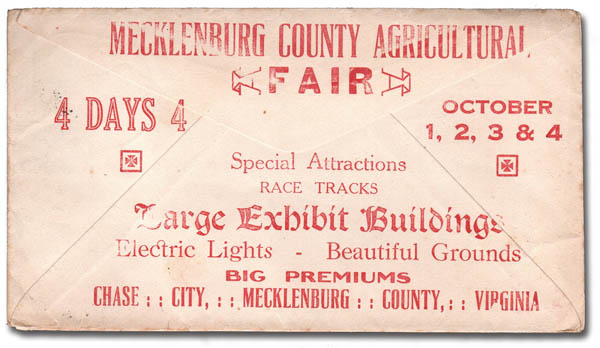 MECKLENBURG COUNTY AGRICULTURAL
FAIR
4 DAYS 4
OCTOBER
1, 2, 3 & 4
Special Attractions
RACE TRACKS
Large Exhibit Buildings
Electric Lights - Beautiful Grounds
BIG PREMIUMS
CHASE : : CITY, : : MECKLENBURG : : COUNTY, : : VIRGINIA